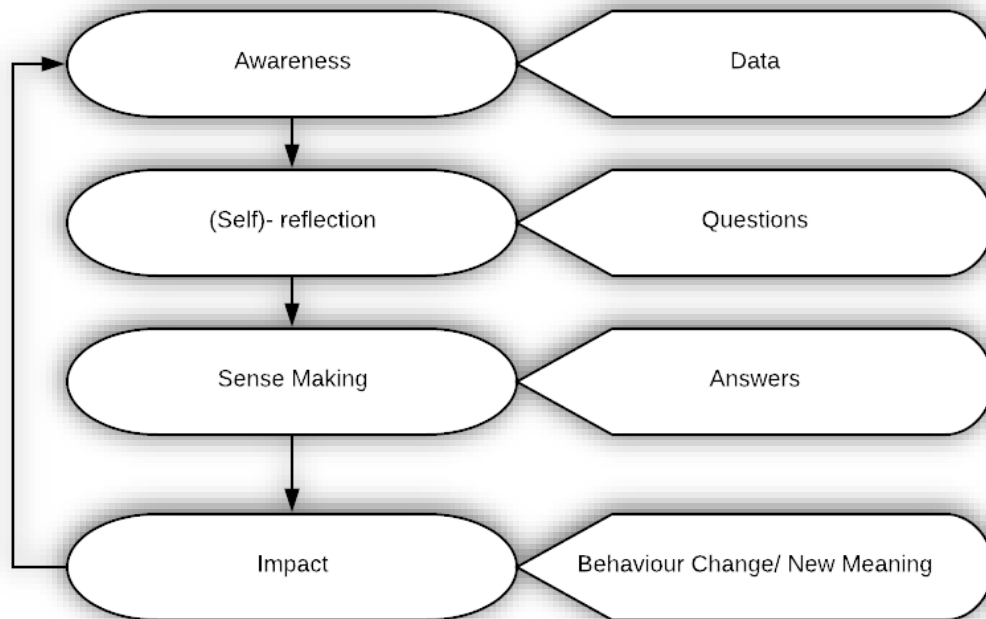 Awareness
Data
(Self)- reflection
Questions
Sense Making
Answers
Impact
Behaviour Change/ New Meaning